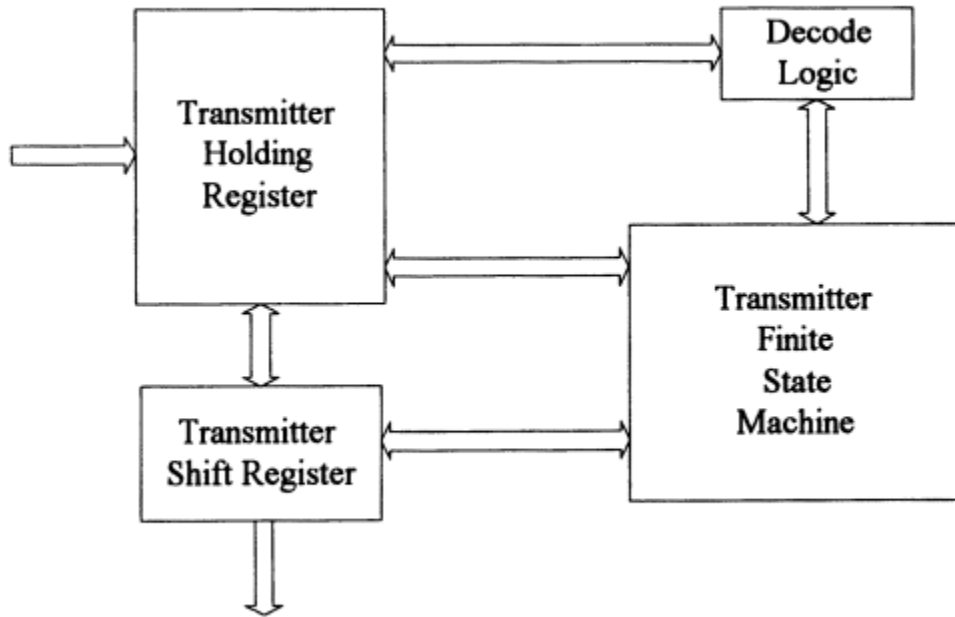 Transmitter
Holding
Register
Decode
Logic
Transmitter
Finite
State
Machine
Transmitter
Shift Register